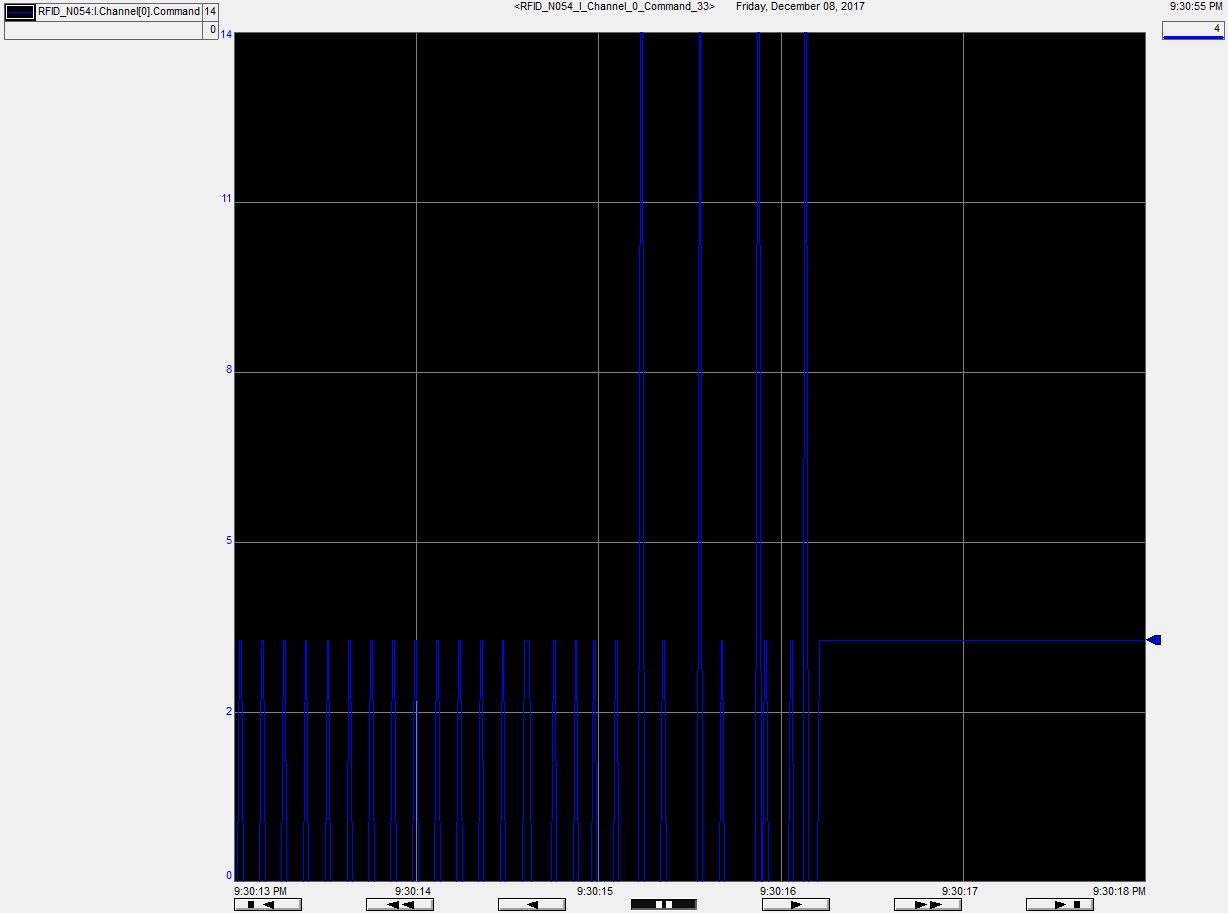 RFID_N054:I.Channel[0].Command 14
0
<RFID_N054_I_Channel_0_Command_33> Friday, December 08, 2017
9:30:55 PM
4
14
11
8
5
2
0
9:30:13 PM 9:30:14 9:30:15 9:30:16 9:30:17 9:30:18 PM